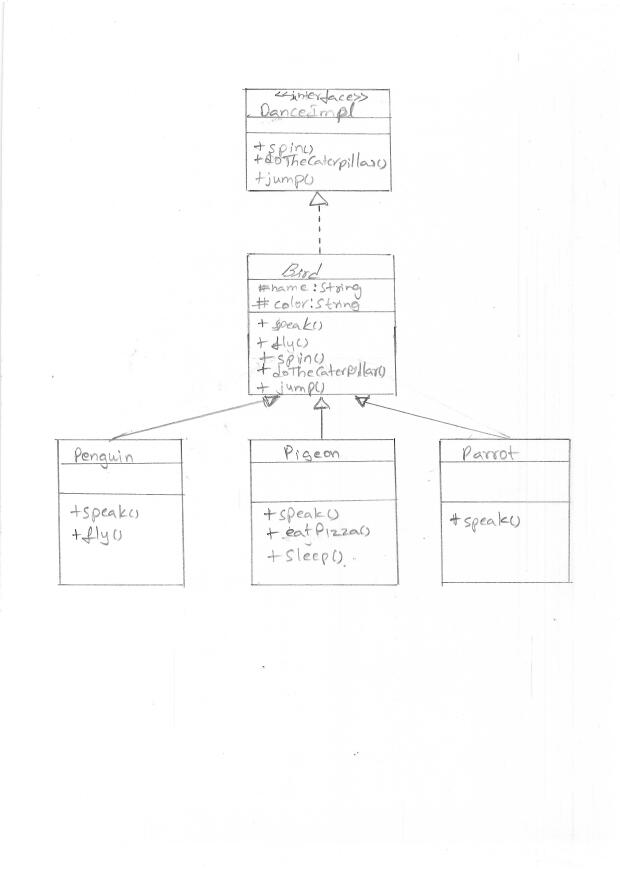 <<interface>>
DanceImpl
+ spin()
+ doTheCaterpillar()
+ jump()
Bird
# name : String
# color : String
+ speak()
+ fly()
+ spin()
+ doTheCaterpillar()
+ jump()
Penguin
+ speak()
+ fly()
Pigeon
+ speak()
+ eatPizza()
+ Sleep()
Parrot
+ speak()